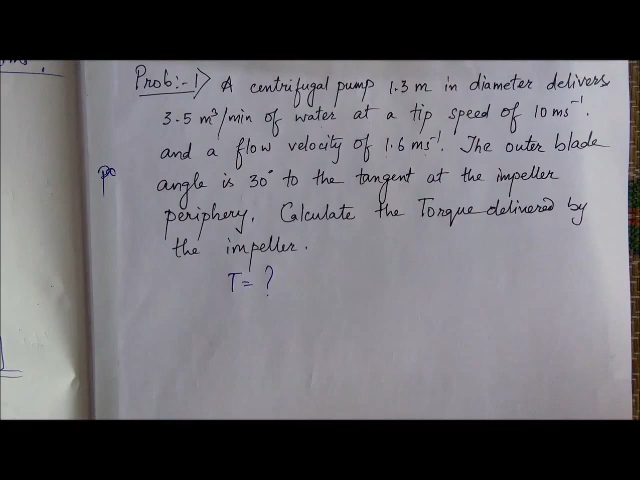 Prob:-1> A centrifugal pump 1.3 m in diameter delivers
3.5 m³/min of water at a tip speed of 10 ms⁻¹.
and a flow velocity of 1.6 ms⁻¹. The outer blade
angle is 30° to the tangent at the impeller
periphery. Calculate the Torque delivered by
the impeller.
T = ?